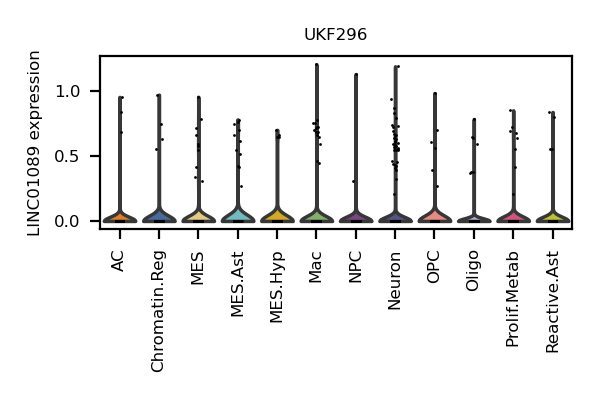 UKF296
LINC01089 expression
1.0
0.5
0.0
AC
Chromatin.Reg
MES
MES.Ast
MES.Hyp
Mac
NPC
Neuron
OPC
Oligo
Prolif.Metab
Reactive.Ast